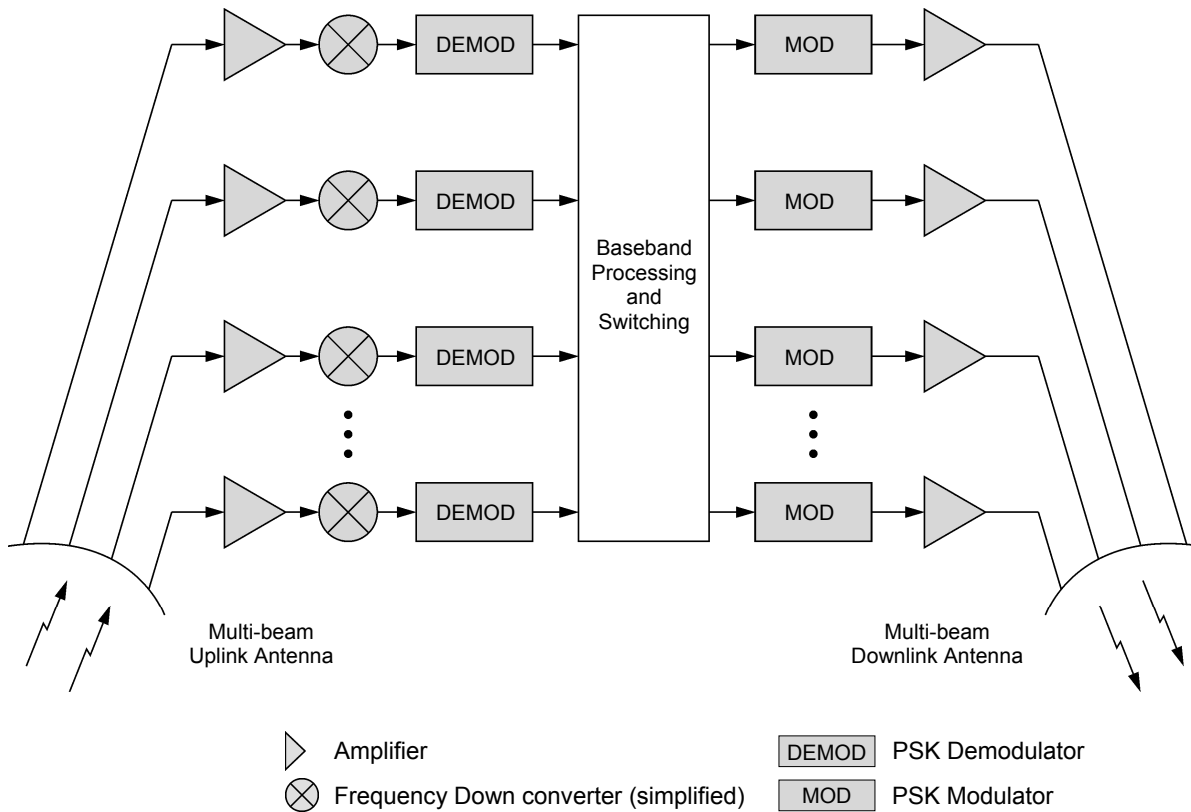 DEMOD
MOD
DEMOD
MOD
Baseband
Processing
and
Switching
DEMOD
MOD
DEMOD
MOD
Multi-beam
Uplink Antenna
Multi-beam
Downlink Antenna
Amplifier
DEMOD
PSK Demodulator
Frequency Down converter (simplified)
MOD
PSK Modulator